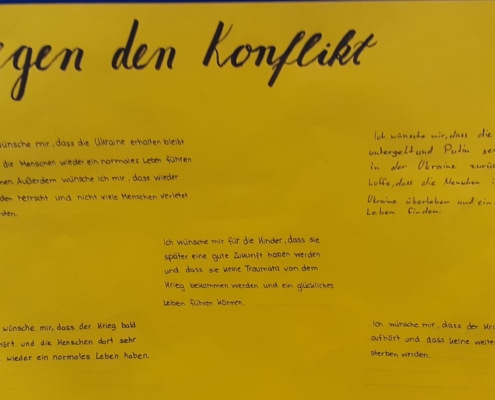 egen den Konflikt
wünsche mir, dass die Ukraine erhalten bleibt
die Menschen wieder ein normales Leben führen
nen. Außerdem wünsche ich mir, dass wieder
den herrscht und nicht viele Menschen verletzt
rden.
Ich wünsche mir, dass die
untergeht und Putin
in der Ukraine zurück
hoffe, dass die Menschen
Ukraine überleben und ein
Leben finden.
Ich wünsche mir für die Kinder, dass sie
später eine gute Zukunft haben werden
und dass sie keine Traumata von dem
Krieg bekommen werden und ein glückliches
Leben führen können.
wünsche mir, dass der Krieg bald
hört und die Menschen dort sehr
wieder ein normales Leben haben.
Ich wünsche mir, dass der Kri
aufhört und dass keine weite
sterben werden.